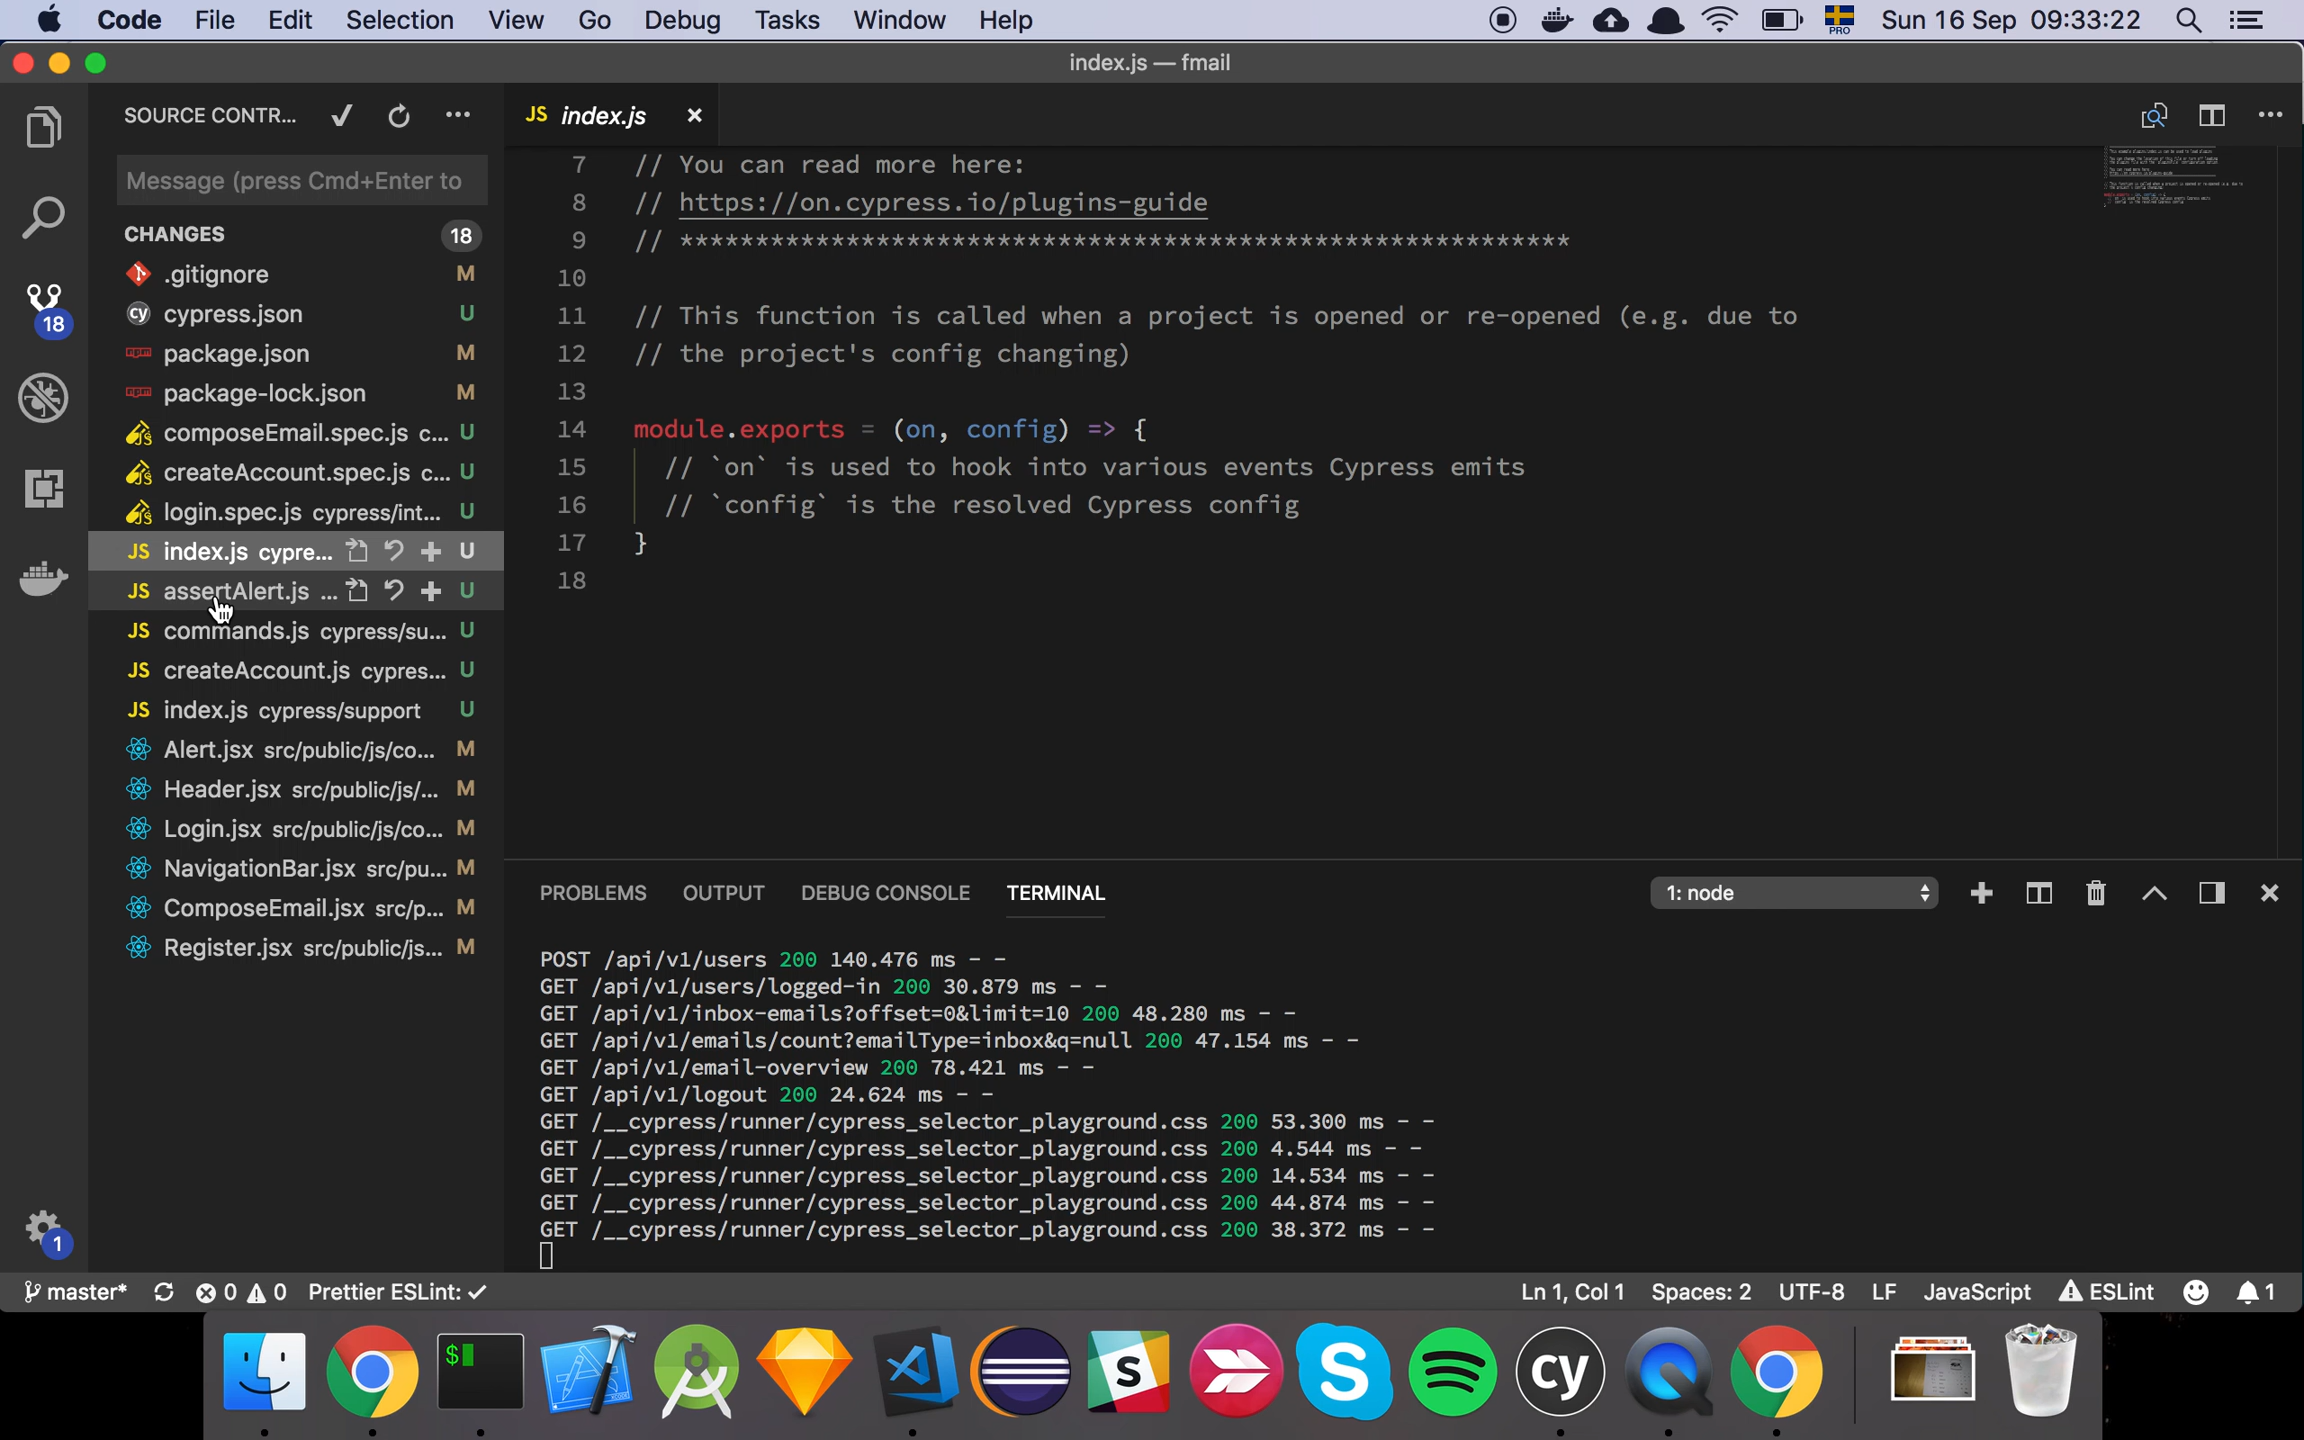 Code File Edit Selection View Go Debug Tasks Window Help PRO Sun 16 Sep 09:33:22
index.js — fmail
SOURCE CONTR...
JS index.js
Message (press Cmd+Enter to
CHANGES 18
.gitignore M
cy cypress.json U
package.json M
package-lock.json M
composeEmail.spec.js c... U
createAccount.spec.js c... U
login.spec.js cypress/int... U
JS index.js cypre... U
JS assertAlert.js ... U
JS commands.js cypress/su... U
JS createAccount.js cypres... U
JS index.js cypress/support U
Alert.jsx src/public/js/co... M
Header.jsx src/public/js/... M
Login.jsx src/public/js/co... M
NavigationBar.jsx src/pu... M
ComposeEmail.jsx src/p... M
Register.jsx src/public/js... M
18
1
7 // You can read more here:
8 // https://on.cypress.io/plugins-guide
9 // ***********************************************************
10
11 // This function is called when a project is opened or re-opened (e.g. due to
12 // the project's config changing)
13
14 module.exports = (on, config) => {
15 // `on` is used to hook into various events Cypress emits
16 // `config` is the resolved Cypress config
17 }
18
PROBLEMS OUTPUT DEBUG CONSOLE TERMINAL 1: node
POST /api/v1/users 200 140.476 ms - -
GET /api/v1/users/logged-in 200 30.879 ms - -
GET /api/v1/inbox-emails?offset=0&limit=10 200 48.280 ms - -
GET /api/v1/emails/count?emailType=inbox&q=null 200 47.154 ms - -
GET /api/v1/email-overview 200 78.421 ms - -
GET /api/v1/logout 200 24.624 ms - -
GET /__cypress/runner/cypress_selector_playground.css 200 53.300 ms - -
GET /__cypress/runner/cypress_selector_playground.css 200 4.544 ms - -
GET /__cypress/runner/cypress_selector_playground.css 200 14.534 ms - -
GET /__cypress/runner/cypress_selector_playground.css 200 44.874 ms - -
GET /__cypress/runner/cypress_selector_playground.css 200 38.372 ms - -
master* 0 0 Prettier ESLint: ✓ Ln 1, Col 1 Spaces: 2 UTF-8 LF JavaScript ESLint 1
$ S S cy